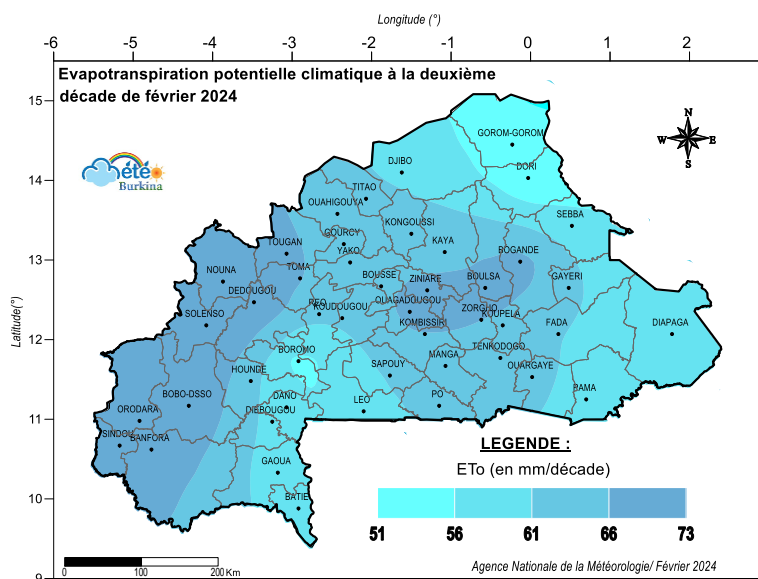 Longitude (°)
-6 -5 -4 -3 -2 -1 0 1 2
Evapotranspiration potentielle climatique à la deuxième
décade de février 2024
15
14
13
12
11
10
9
Latitude(°)
N
W E
S
été
Burkina
GOROM-GOROM
DJIBO
DORI
TITAO
OUAHIGOUYA
SEBBA
KONGOUSSI
GOURCY
TOUGAN
KAYA
YAKO
BOGANDE
NOUNA
TOMA
BOUSSE
ZINIARE
BOULSA
GAYERI
DEDOUGOU
REO
KOUDOUGOU
OUAGADOUGOU
ZORGHO
KOUPELA
SOLENSO
KOMBISSIRI
FADA
DIAPAGA
BOROMO
MANGA
TENKODOGO
HOUNDE
SAPOUY
OUARGAYE
BOBO-DSSO
DANO
LEO
PO
PAMA
ORODARA
DIEBOUGOU
SINDOU
BANFORA
GAOUA
BATIE
LEGENDE :
ETo (en mm/décade)
51 56 61 66 73
0 100 200 Km
Agence Nationale de la Météorologie/ Février 2024